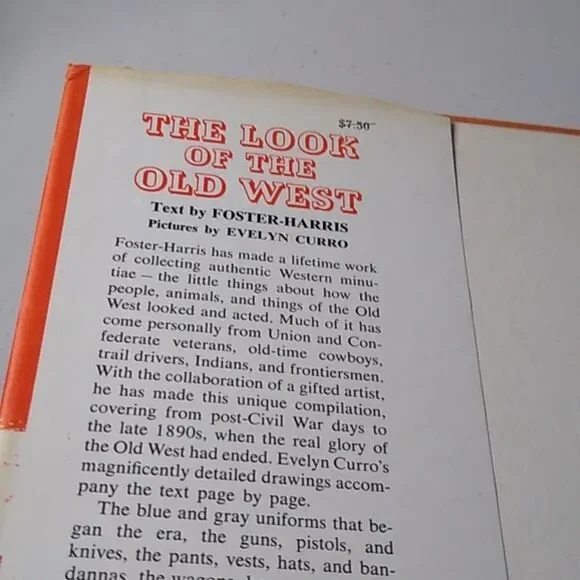 $7.50
THE LOOK
OF THE
OLD WEST
Text by FOSTER-HARRIS
Pictures by EVELYN CURRO
Foster-Harris has made a lifetime work
of collecting authentic Western minu-
tiae — the little things about how the
people, animals, and things of the Old
West looked and acted. Much of it has
come personally from Union and Con-
federate veterans, old-time cowboys,
trail drivers, Indians, and frontiersmen.
With the collaboration of a gifted artist,
he has made this unique compilation,
covering from post-Civil War days to
the late 1890s, when the real glory of
the Old West had ended. Evelyn Curro's
magnificently detailed drawings accom-
pany the text page by page.
The blue and gray uniforms that be-
gan the era, the guns, pistols, and
knives, the pants, vests, hats, and ban-
dannas, the wagons